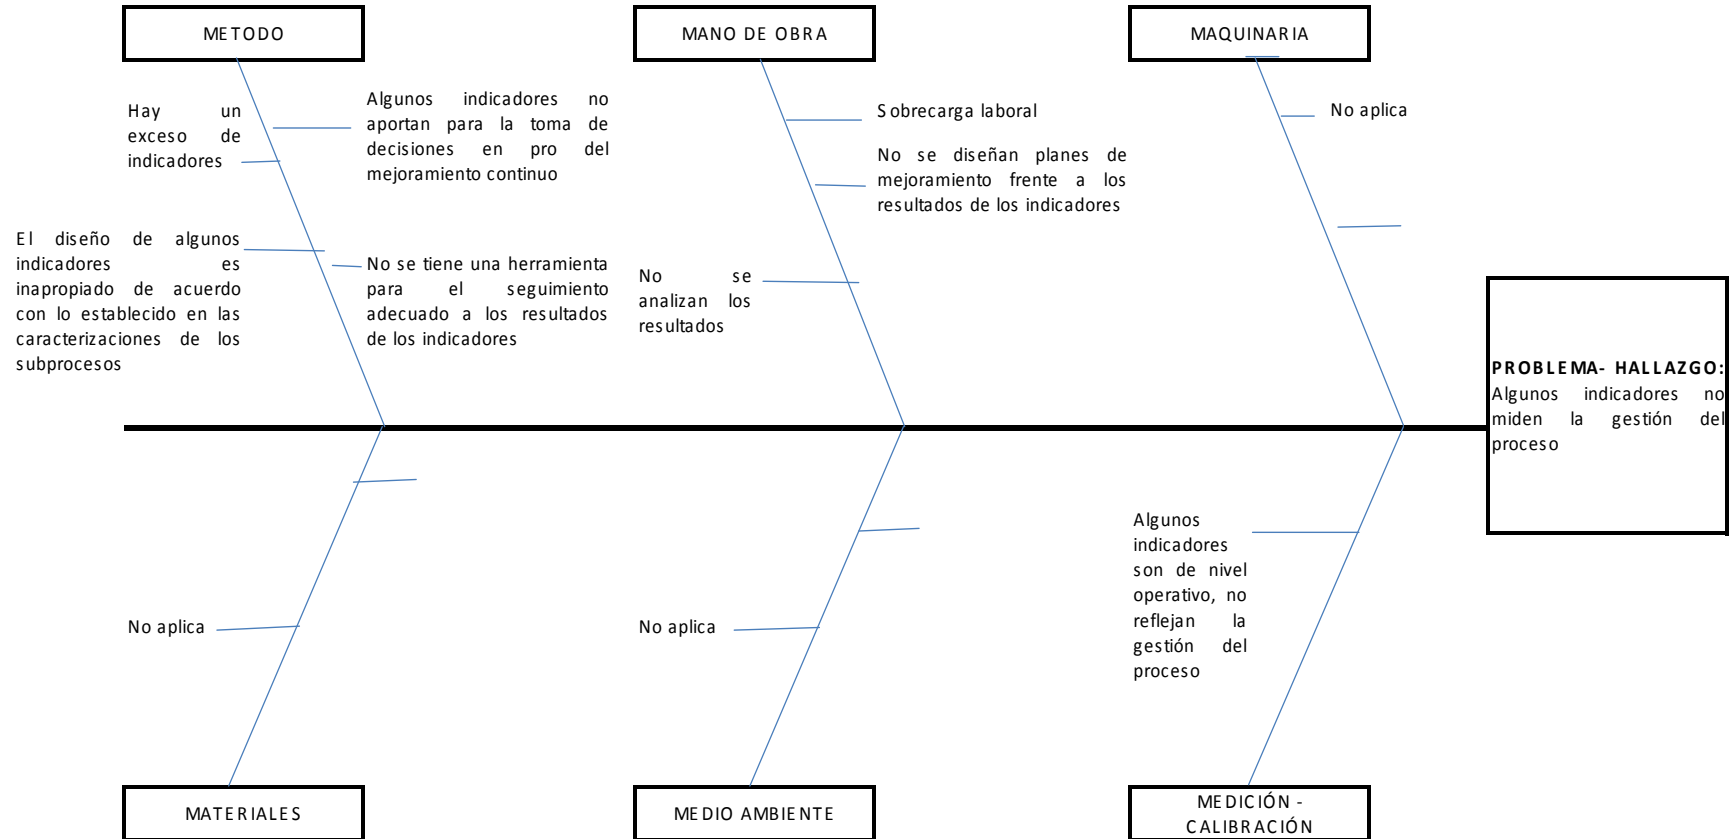 METODO
MANO DE OBRA
MAQUINARIA
Hay un
exceso de
indicadores
Algunos indicadores no
aportan para la toma de
decisiones en pro del
mejoramiento continuo
El diseño de algunos
indicadores es
inapropiado de acuerdo
con lo establecido en las
caracterizaciones de los
subprocesos
No se tiene una herramienta
para el seguimiento
adecuado a los resultados
de los indicadores
Sobrecarga laboral
No se diseñan planes de
mejoramiento frente a los
resultados de los indicadores
No se
analizan los
resultados
No aplica
PROBLEMA- HALLAZGO:
Algunos indicadores no
miden la gestión del
proceso
No aplica
No aplica
Algunos
indicadores
son de nivel
operativo, no
reflejan la
gestión del
proceso
MATERIALES
MEDIO AMBIENTE
MEDICIÓN -
CALIBRACIÓN